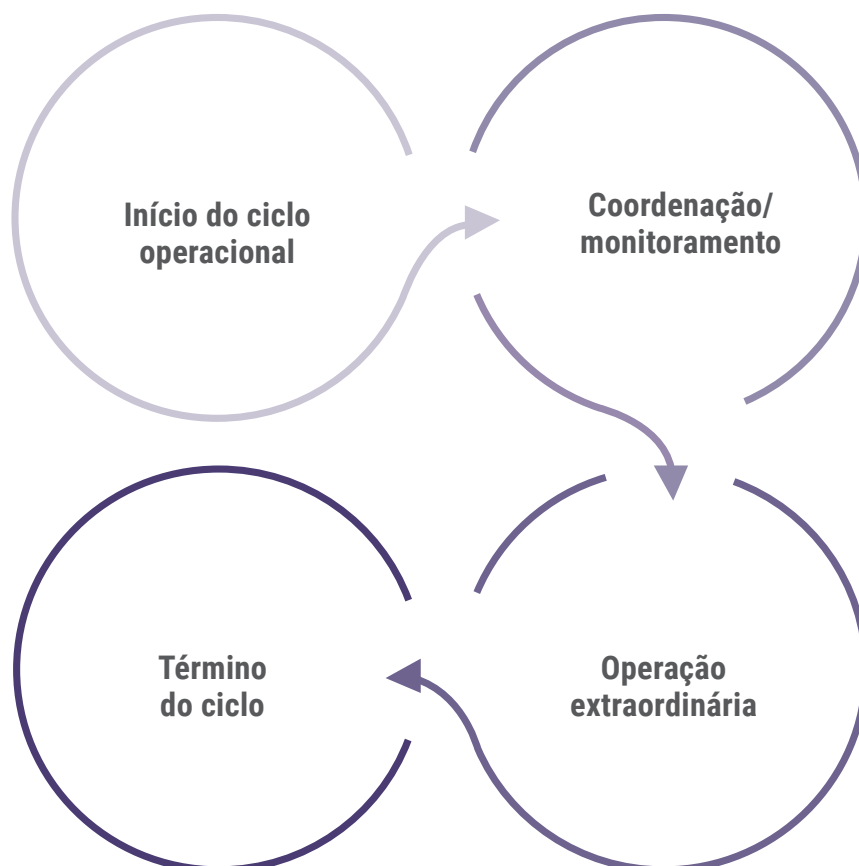 Início do ciclo
operacional
Coordenação/
monitoramento
Operação
extraordinária
Término
do ciclo